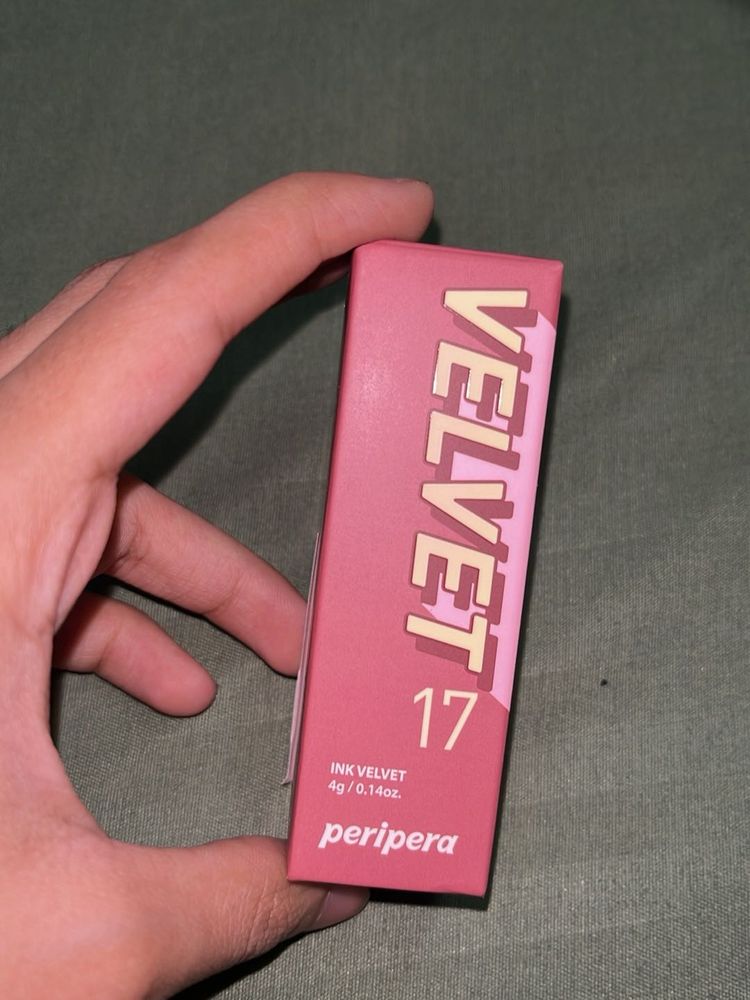 VELVET
17
INK VELVET
4g / 0.14oz.
peripera